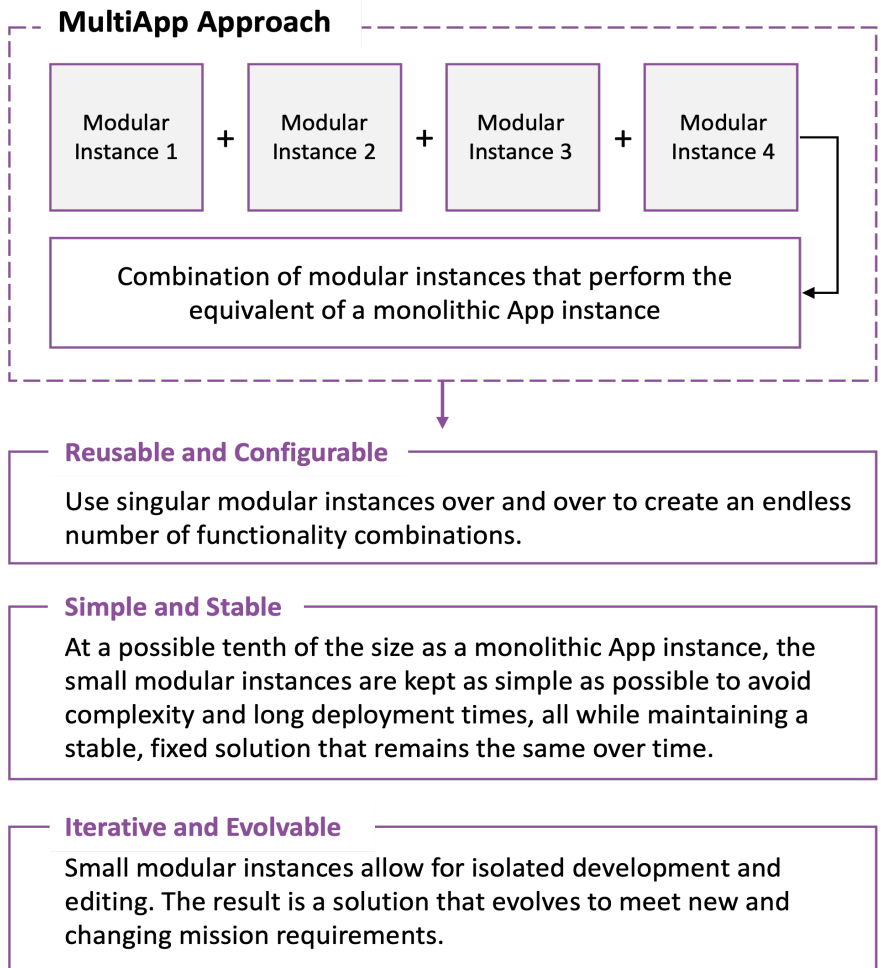 MultiApp Approach
Modular
Instance 1
+
Modular
Instance 2
+
Modular
Instance 3
+
Modular
Instance 4
Combination of modular instances that perform the
equivalent of a monolithic App instance
Reusable and Configurable
Use singular modular instances over and over to create an endless
number of functionality combinations.
Simple and Stable
At a possible tenth of the size as a monolithic App instance, the
small modular instances are kept as simple as possible to avoid
complexity and long deployment times, all while maintaining a
stable, fixed solution that remains the same over time.
Iterative and Evolvable
Small modular instances allow for isolated development and
editing. The result is a solution that evolves to meet new and
changing mission requirements.